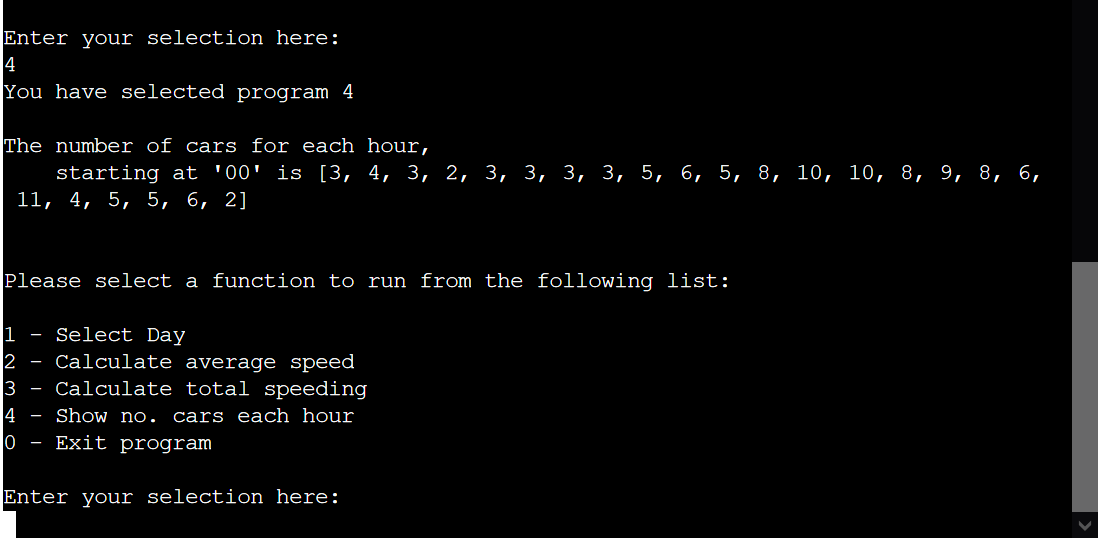 Enter your selection here:
4
You have selected program 4
The number of cars for each hour,
starting at '00' is [3, 4, 3, 2, 3, 3, 3, 3, 5, 6, 5, 8, 10, 10, 8, 9, 8, 6,
11, 4, 5, 5, 6, 2]
Please select a function to run from the following list:
1 - Select Day
2 - Calculate average speed
3 - Calculate total speeding
4 - Show no. cars each hour
0 - Exit program
Enter your selection here: